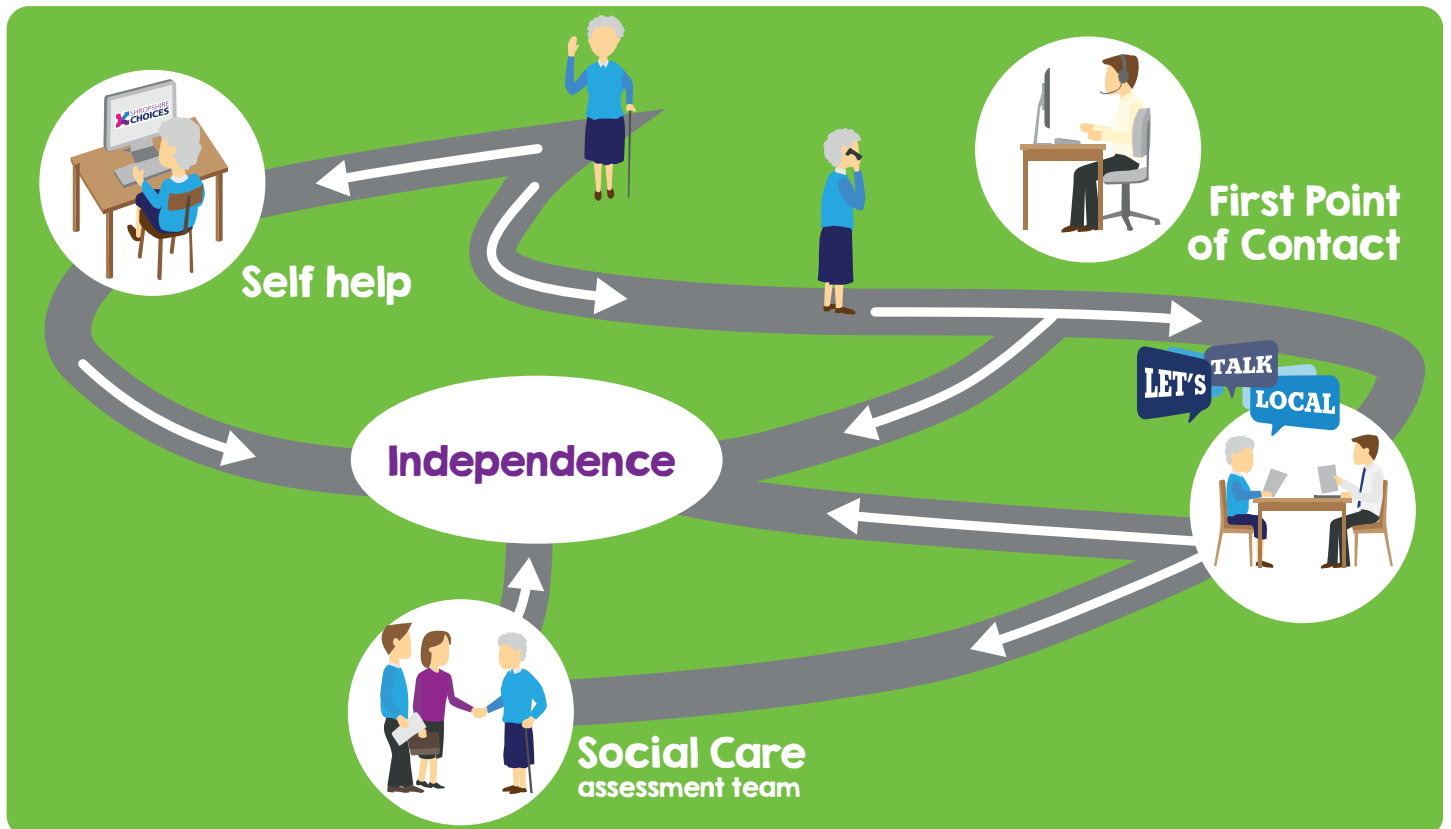 SHROPSHIRE
CHOICES
Self help
First Point
of Contact
LET'S
TALK
LOCAL
Independence
Social Care
assessment team